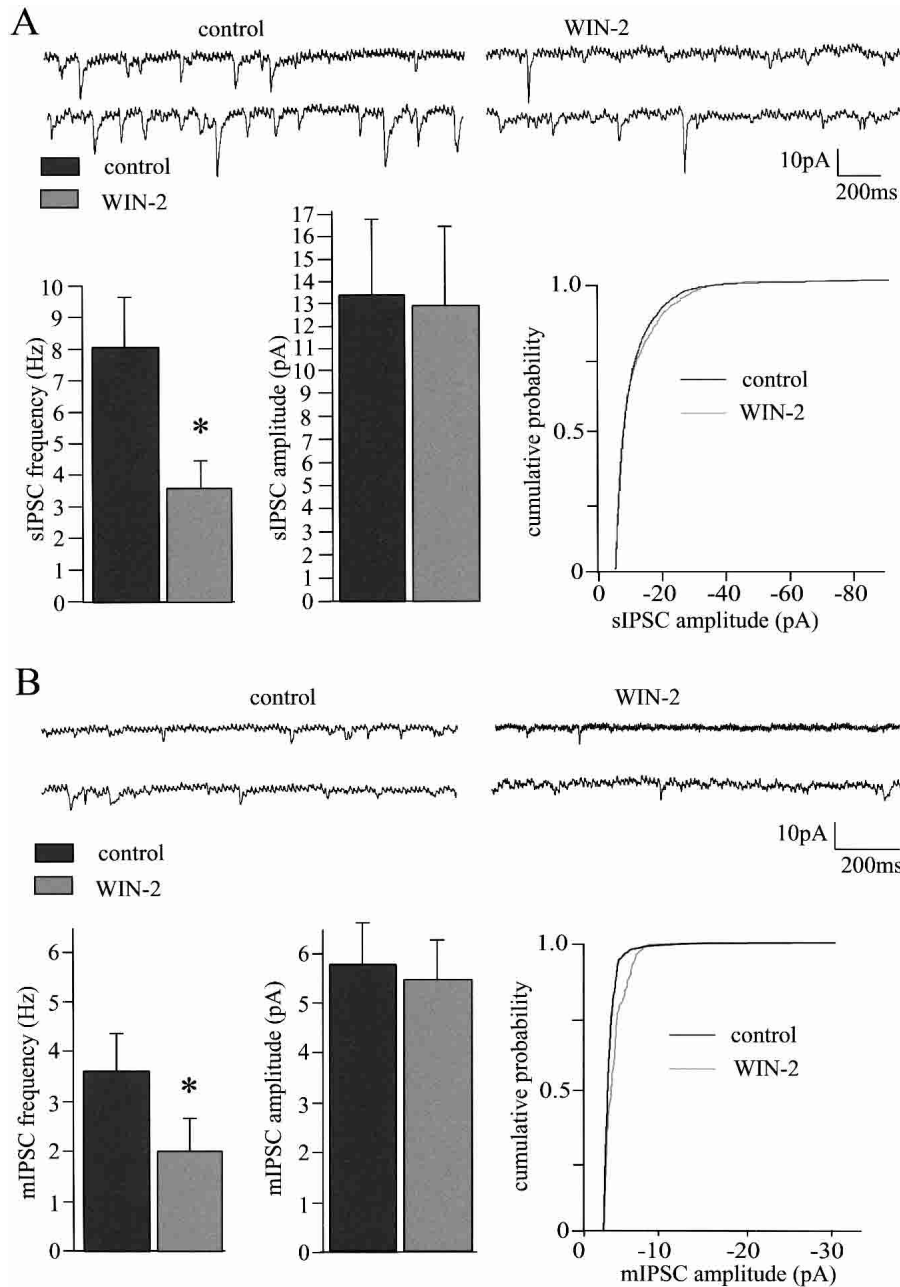 A
control WIN-2
10pA
200ms
control
WIN-2
10
9
8
7
6
5
4
3
2
1
0
sIPSC frequency (Hz)
*
17
16
15
14
13
12
11
10
9
8
7
6
5
4
3
2
1
0
sIPSC amplitude (pA)
1.0
0.5
0
cumulative probability
control
WIN-2
0 -20 -40 -60 -80
sIPSC amplitude (pA)
B
control WIN-2
10pA
200ms
control
WIN-2
6
5
4
3
2
1
0
mIPSC frequency (Hz)
*
6
5
4
3
2
1
0
mIPSC amplitude (pA)
1.0
0.5
0
cumulative probability
control
WIN-2
0 -10 -20 -30
mIPSC amplitude (pA)